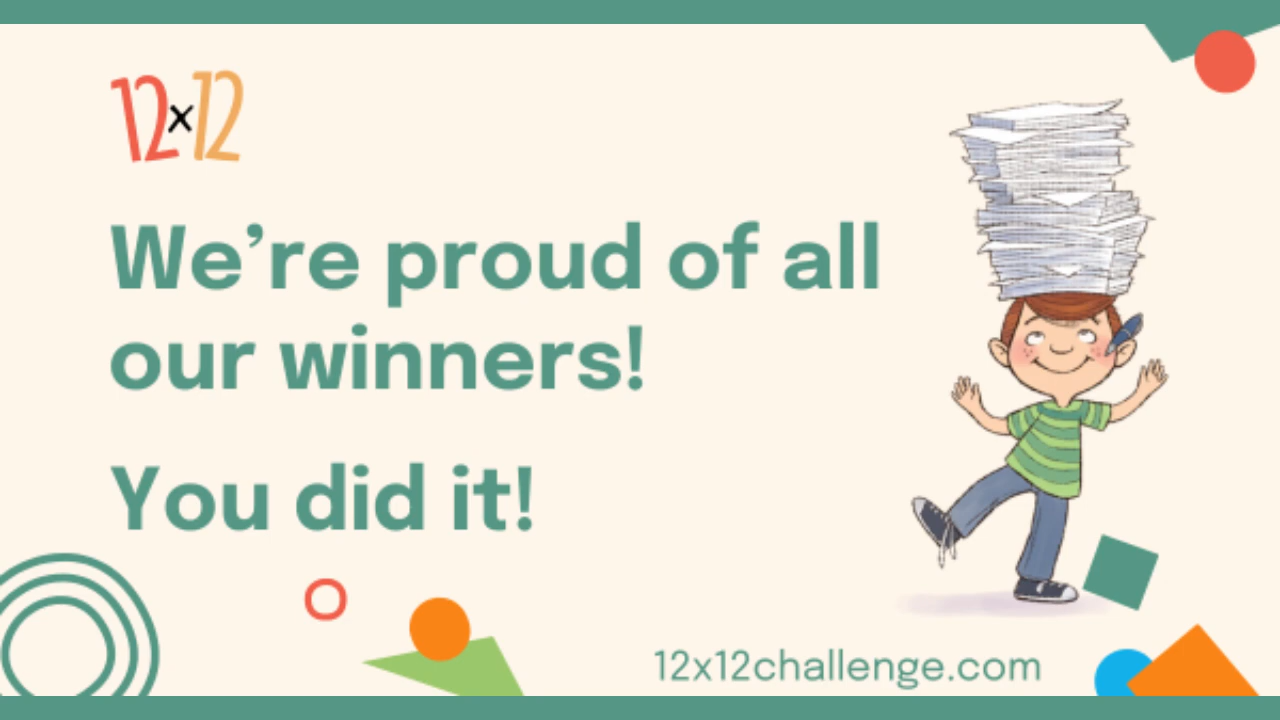 12x12
We’re proud of all
our winners!
You did it!
12x12challenge.com